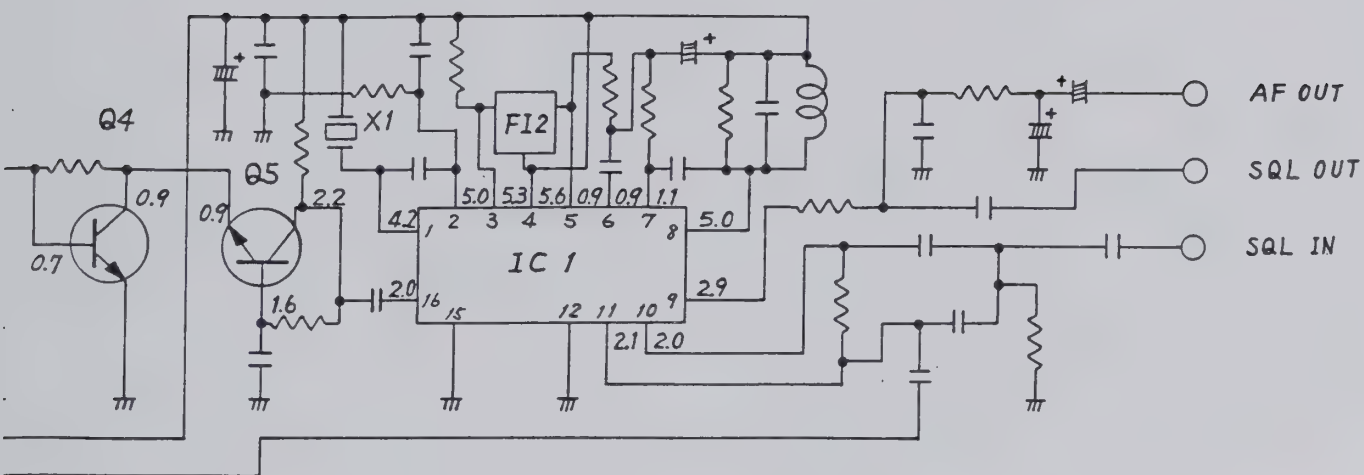 AF OUT
X1
Q4
FI2
SQL OUT
Q5
0.9
2.2
5.0 5.3 5.6 0.9 0.9 1.1
0.9
4.2
2 3 4 5 6 7
5.0
1
8
SQL IN
0.7
IC 1
2.0
2.9
1.6
16
9
15
12 11 10
2.1 2.0